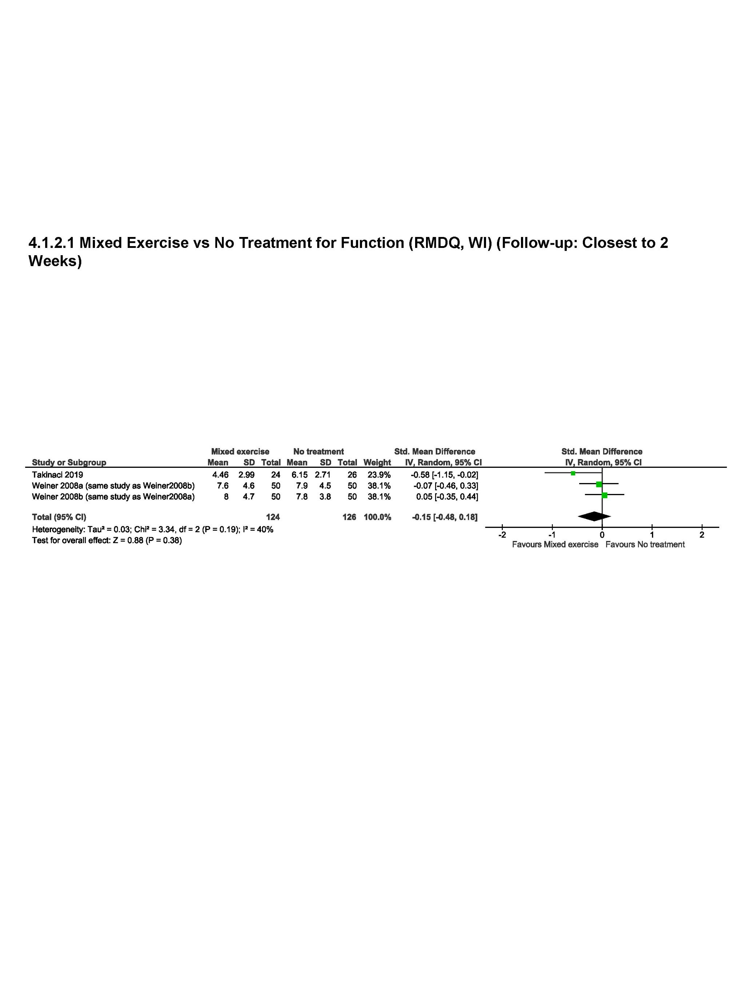 4.1.2.1 Mixed Exercise vs No Treatment for Function (RMDQ, WI) (Follow-up: Closest to 2
Weeks)
Mixed exercise No treatment Std. Mean Difference Std. Mean Difference
Study or Subgroup Mean SD Total Mean SD Total Weight IV, Random, 95% CI IV, Random, 95% CI
Takinaci 2019 4.46 2.99 24 6.15 2.71 26 23.9% -0.58 [-1.15, -0.02]
Weiner 2008a (same study as Weiner2008b) 7.6 4.6 50 7.9 4.5 50 38.1% -0.07 [-0.46, 0.33]
Weiner 2008b (same study as Weiner2008a) 8 4.7 50 7.8 3.8 50 38.1% 0.05 [-0.35, 0.44]
Total (95% CI) 124 126 100.0% -0.15 [-0.48, 0.18]
Heterogeneity: Tau² = 0.03; Chi² = 3.34, df = 2 (P = 0.19); I² = 40%
Test for overall effect: Z = 0.88 (P = 0.38)
-2 -1 0 1 2
Favours Mixed exercise Favours No treatment